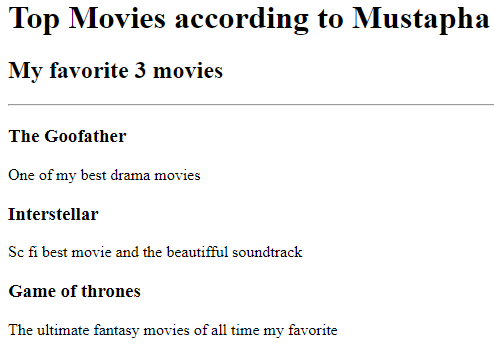 Top Movies according to Mustapha
My favorite 3 movies
The Goofather
One of my best drama movies
Interstellar
Sc fi best movie and the beautifful soundtrack
Game of thrones
The ultimate fantasy movies of all time my favorite